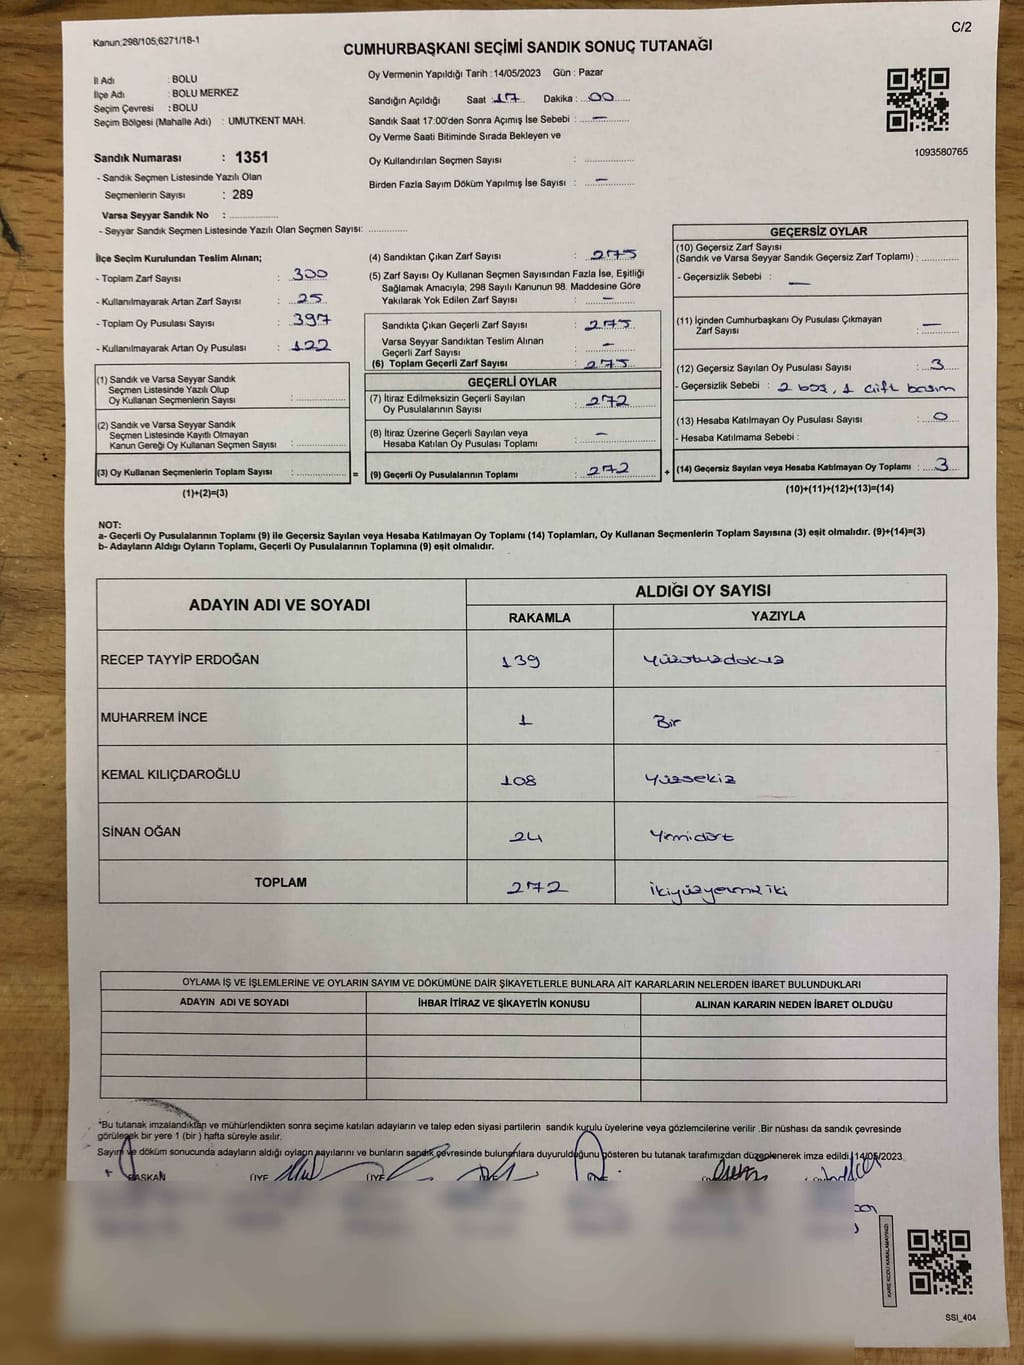 Kanun:298/105;6271/18-1
C/2
CUMHURBAŞKANI SEÇİMİ SANDIK SONUÇ TUTANAĞI
İl Adı : BOLU
İlçe Adı : BOLU MERKEZ
Seçim Çevresi : BOLU
Seçim Bölgesi (Mahalle Adı) : UMUTKENT MAH.
Sandık Numarası : 1351
- Sandık Seçmen Listesinde Yazılı Olan
Seçmenlerin Sayısı : 289
Varsa Seyyar Sandık No : ..............
- Seyyar Sandık Seçmen Listesinde Yazılı Olan Seçmen Sayısı: ............
Oy Vermenin Yapıldığı Tarih : 14/05/2023 Gün : Pazar
Sandığın Açıldığı Saat : 17 Dakika : 00
Sandık Saat 17:00'den Sonra Açımış İse Sebebi : —
Oy Verme Saati Bitiminde Sırada Bekleyen ve
Oy Kullandırılan Seçmen Sayısı : ..............
Birden Fazla Sayım Döküm Yapılmış İse Sayısı : —
1093580765
İlçe Seçim Kurulundan Teslim Alınan;
- Toplam Zarf Sayısı : 300
- Kullanılmayarak Artan Zarf Sayısı : 25
- Toplam Oy Pusulası Sayısı : 397
- Kullanılmayarak Artan Oy Pusulası : 122
(1) Sandık ve Varsa Seyyar Sandık
Seçmen Listesinde Yazılı Olup
Oy Kullanan Seçmenlerin Sayısı : ..............
(2) Sandık ve Varsa Seyyar Sandık
Seçmen Listesinde Kayıtlı Olmayan
Kanun Gereği Oy Kullanan Seçmen Sayısı : ..............
(3) Oy Kullanan Seçmenlerin Toplam Sayısı : .............. =
(1)+(2)=(3)
(4) Sandıktan Çıkan Zarf Sayısı : 275
(5) Zarf Sayısı Oy Kullanan Seçmen Sayısından Fazla İse, Eşitliği
Sağlamak Amacıyla; 298 Sayılı Kanunun 98. Maddesine Göre
Yakılarak Yok Edilen Zarf Sayısı : —
Sandıkta Çıkan Geçerli Zarf Sayısı : 275
Varsa Seyyar Sandıktan Teslim Alınan
Geçerli Zarf Sayısı : —
(6) Toplam Geçerli Zarf Sayısı : 275
GEÇERLİ OYLAR
(7) İtiraz Edilmeksizin Geçerli Sayılan
Oy Pusulalarının Sayısı : 272
(8) İtiraz Üzerine Geçerli Sayılan veya
Hesaba Katılan Oy Pusulaları Toplamı : —
(9) Geçerli Oy Pusulalarının Toplamı : 272 +
GEÇERSİZ OYLAR
(10) Geçersiz Zarf Sayısı
(Sandık ve Varsa Seyyar Sandık Geçersiz Zarf Toplamı) : ............
- Geçersizlik Sebebi : —
(11) İçinden Cumhurbaşkanı Oy Pusulası Çıkmayan
Zarf Sayısı : —
(12) Geçersiz Sayılan Oy Pusulası Sayısı : 3
- Geçersizlik Sebebi : 2 boş, 1 çift basım
(13) Hesaba Katılmayan Oy Pusulası Sayısı : 0
- Hesaba Katılmama Sebebi :
(14) Geçersiz Sayılan veya Hesaba Katılmayan Oy Toplamı : 3
(10)+(11)+(12)+(13)=(14)
NOT:
a- Geçerli Oy Pusulalarının Toplamı (9) ile Geçersiz Sayılan veya Hesaba Katılmayan Oy Toplamı (14) Toplamları, Oy Kullanan Seçmenlerin Toplam Sayısına (3) eşit olmalıdır. (9)+(14)=(3)
b- Adayların Aldığı Oyların Toplamı, Geçerli Oy Pusulalarının Toplamına (9) eşit olmalıdır.
ADAYIN ADI VE SOYADI ALDIĞI OY SAYISI
RAKAMLA YAZIYLA
RECEP TAYYİP ERDOĞAN 139 Yüzotuzdokuz
MUHARREM İNCE 1 Bir
KEMAL KILIÇDAROĞLU 108 Yüzsekiz
SİNAN OĞAN 24 Yirmidört
TOPLAM 272
OYLAMA İŞ VE İŞLEMLERİNE VE OYLARIN SAYIM VE DÖKÜMÜNE DAİR ŞİKAYETLERLE BUNLARA AİT KARARLARIN NELERDEN İBARET BULUNDUKLARI
ADAYIN ADI VE SOYADI İHBAR İTİRAZ VE ŞİKAYETİN KONUSU ALINAN KARARIN NEDEN İBARET OLDUĞU
*Bu tutanak imzalandıktan ve mühürlendikten sonra seçime katılan adayların ve talep eden siyasi partilerin sandık kurulu üyelerine veya gözlemcilerine verilir .Bir nüshası da sandık çevresinde
görülecek bir yere 1 (bir ) hafta süreyle asılır.
Sayım ve döküm sonucunda adayların aldığı oyların sayılarını ve bunların sandık çevresinde bulunanlara duyurulduğunu gösteren bu tutanak tarafımızdan düzenlenerek imza edildi. 14/05/2023
BAŞKAN ÜYE ÜYE
KARE KODU KARALAMAYINIZ!
SSI_404